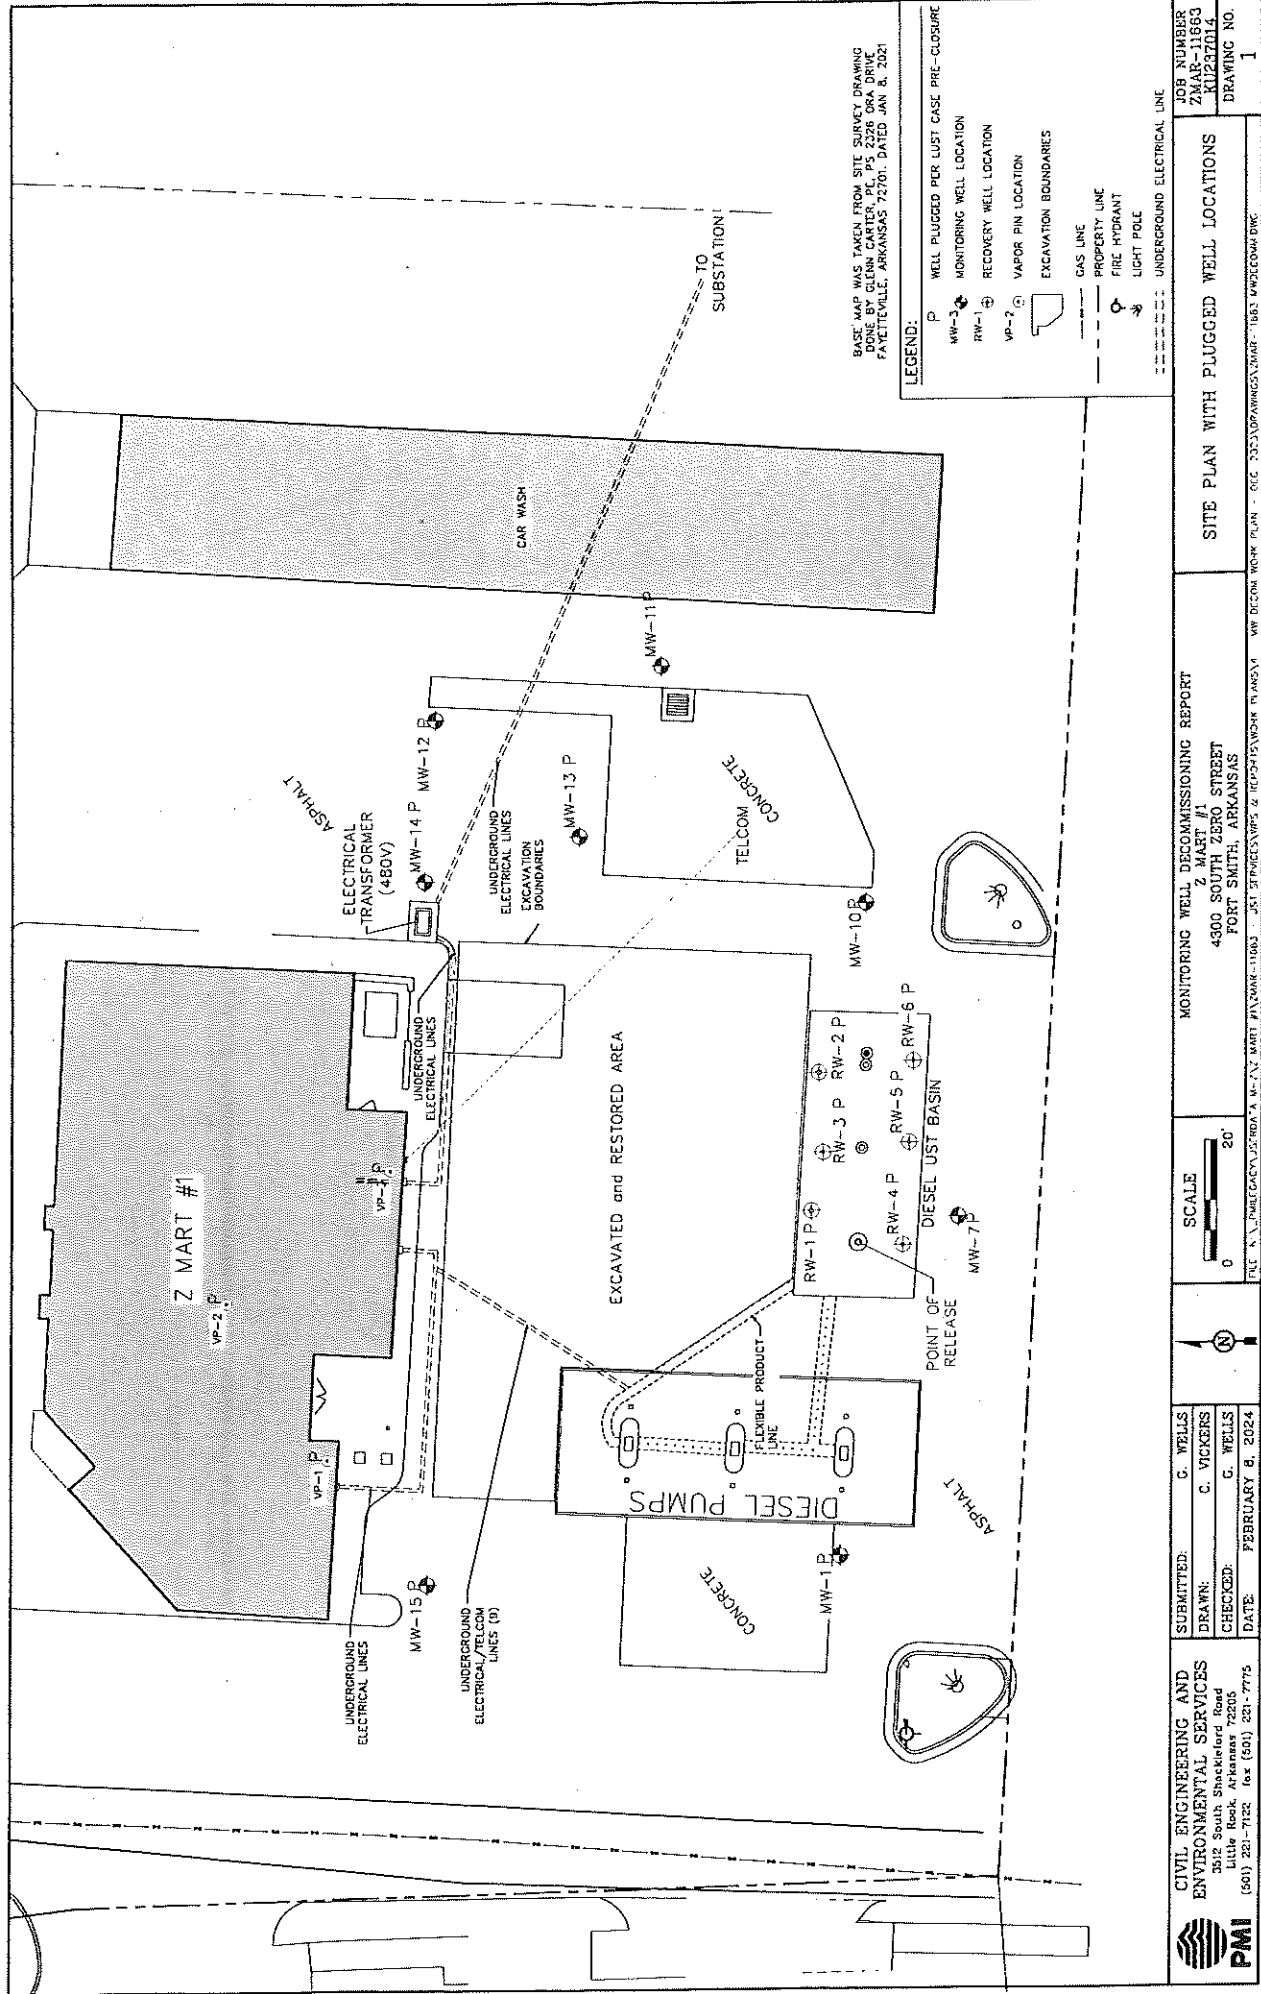 TO
SUBSTATION
BASE MAP WAS TAKEN FROM SITE SURVEY DRAWING
DONE BY GLENN CARTER, PE, PS 2326 ORA DRIVE
FAYETTEVILLE, ARKANSAS 72701. DATED JAN 8, 2021
LEGEND:
P WELL PLUGGED PER LUST CASE PRE-CLOSURE
MW-3 MONITORING WELL LOCATION
RW-1 RECOVERY WELL LOCATION
VP-2 VAPOR PIN LOCATION
EXCAVATION BOUNDARIES
GAS LINE
PROPERTY LINE
FIRE HYDRANT
LIGHT POLE
UNDERGROUND ELECTRICAL LINE
CAR WASH
ASPHALT
ELECTRICAL
TRANSFORMER
(480V)
MW-14 P
MW-12 P
MW-11 P
MW-13 P
UNDERGROUND
ELECTRICAL LINES
EXCAVATION
BOUNDARIES
CONCRETE
TELCOM
MW-10 P
Z MART #1
VP-2 P
VP-1 P
P
UNDERGROUND
ELECTRICAL LINES
EXCAVATED and RESTORED AREA
RW-1 P
RW-3 P
RW-2 P
RW-4 P
RW-5 P
RW-6 P
DIESEL UST BASIN
MW-7 P
POINT OF
RELEASE
FLEXIBLE PRODUCT
LINE
DIESEL PUMPS
ASPHALT
CONCRETE
MW-1 P
MW-15 P
UNDERGROUND
ELECTRICAL LINES
UNDERGROUND
ELECTRICAL/TELCOM
LINES (9)
PMI
CIVIL ENGINEERING AND
ENVIRONMENTAL SERVICES
3512 South Shackleford Road
Little Rock, Arkansas 72205
(501) 221-7122 fax (501) 221-7775
SUBMITTED: C. WELLS
DRAWN: C. VICKERS
CHECKED: C. WELLS
DATE: FEBRUARY 8, 2024
N
SCALE
0 20'
MONITORING WELL DECOMMISSIONING REPORT
Z MART #1
4300 SOUTH ZERO STREET
FORT SMITH, ARKANSAS
SITE PLAN WITH PLUGGED WELL LOCATIONS
JOB NUMBER
ZMAR-11663
KU237014
DRAWING NO.
1